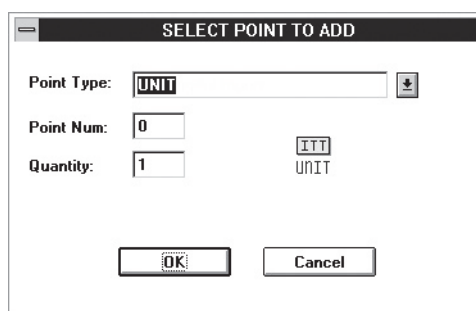 SELECT POINT TO ADD
Point Type: UNIT
Point Num: 0
ITT
Quantity: 1 UNIT
OK Cancel